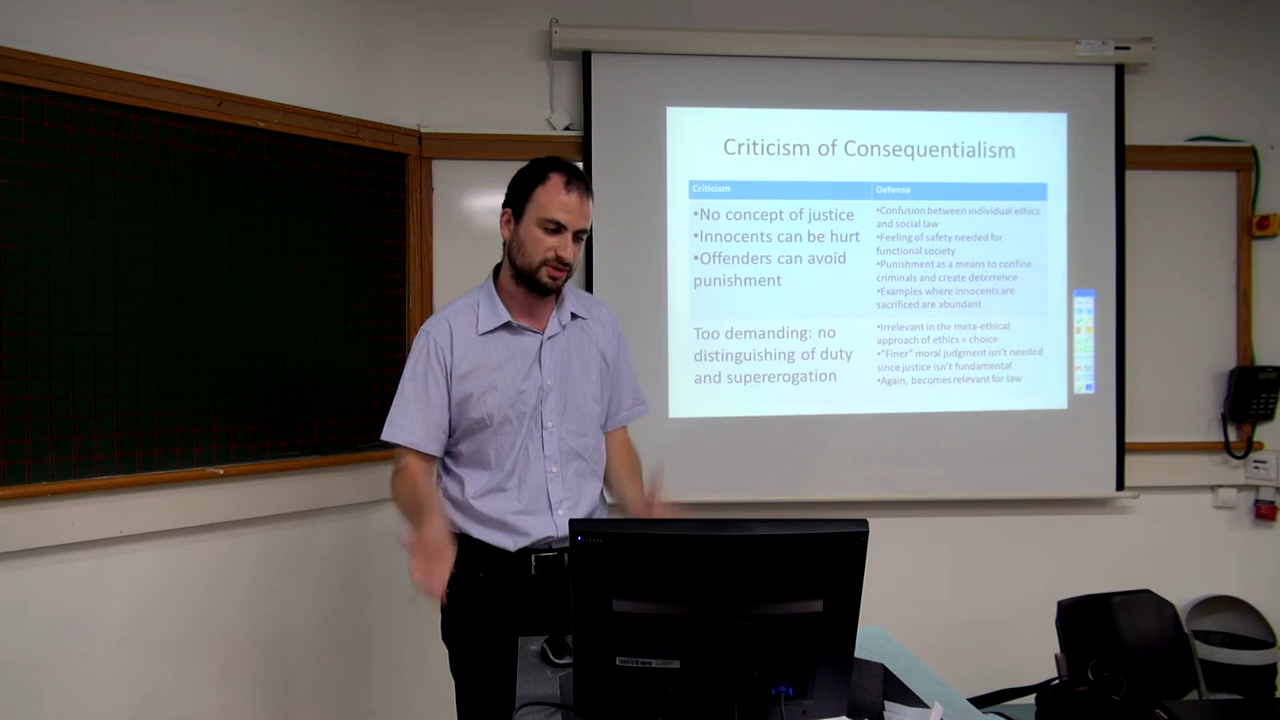 Criticism of Consequentialism
Criticism
Defense
•No concept of justice
•Innocents can be hurt
•Offenders can avoid
punishment
•Confusion between individual ethics
and social law
•Feeling of safety needed for
functional society
•Punishment as a means to confine
criminals and create deterrence
•Examples where innocents are
sacrificed are abundant
Too demanding: no
distinguishing of duty
and supererogation
•Irrelevant in the meta-ethical
approach of ethics = choice
•"Finer" moral judgment isn't needed
since justice isn't fundamental
•Again, becomes relevant for law